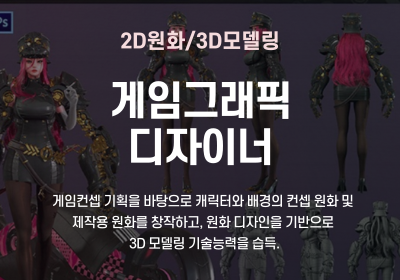 Ps
2D원화/3D모델링
게임그래픽
디자이너
게임컨셉 기획을 바탕으로 캐릭터와 배경의 컨셉 원화 및
제작용 원화를 창작하고, 원화 디자인을 기반으로
3D 모델링 기술능력을 습득.